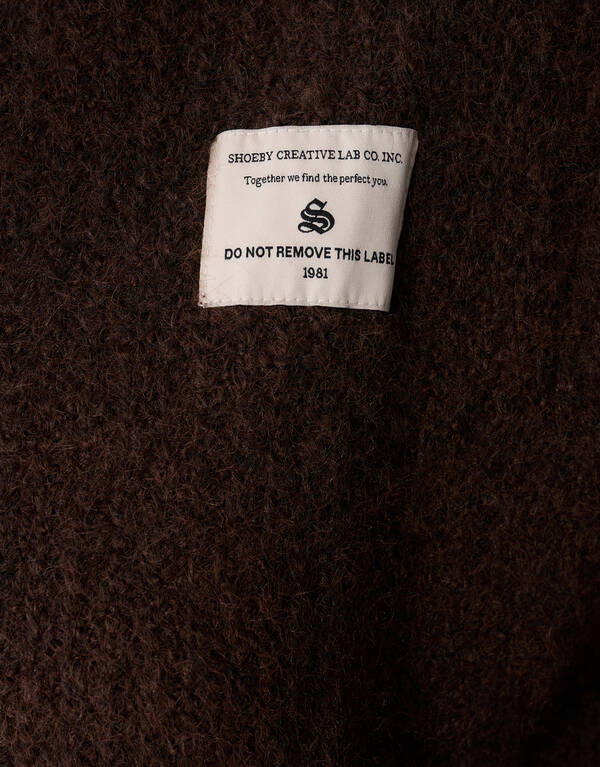 SHOEBY CREATIVE LAB CO. INC.
Together we find the perfect you.
S
DO NOT REMOVE THIS LABEL
1981